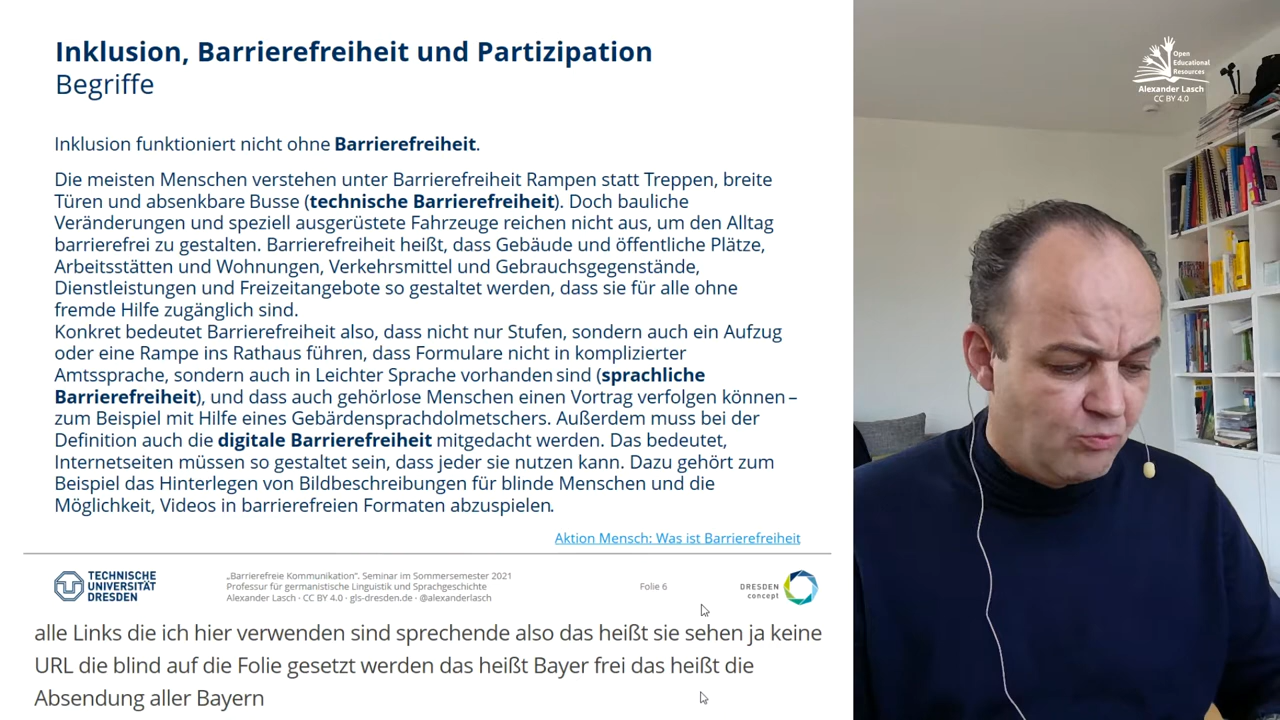 Inklusion, Barrierefreiheit und Partizipation
Begriffe
Inklusion funktioniert nicht ohne Barrierefreiheit.
Die meisten Menschen verstehen unter Barrierefreiheit Rampen statt Treppen, breite
Türen und absenkbare Busse (technische Barrierefreiheit). Doch bauliche
Veränderungen und speziell ausgerüstete Fahrzeuge reichen nicht aus, um den Alltag
barrierefrei zu gestalten. Barrierefreiheit heißt, dass Gebäude und öffentliche Plätze,
Arbeitsstätten und Wohnungen, Verkehrsmittel und Gebrauchsgegenstände,
Dienstleistungen und Freizeitangebote so gestaltet werden, dass sie für alle ohne
fremde Hilfe zugänglich sind.
Konkret bedeutet Barrierefreiheit also, dass nicht nur Stufen, sondern auch ein Aufzug
oder eine Rampe ins Rathaus führen, dass Formulare nicht in komplizierter
Amtssprache, sondern auch in Leichter Sprache vorhanden sind (sprachliche
Barrierefreiheit), und dass auch gehörlose Menschen einen Vortrag verfolgen können –
zum Beispiel mit Hilfe eines Gebärdensprachdolmetschers. Außerdem muss bei der
Definition auch die digitale Barrierefreiheit mitgedacht werden. Das bedeutet,
Internetseiten müssen so gestaltet sein, dass jeder sie nutzen kann. Dazu gehört zum
Beispiel das Hinterlegen von Bildbeschreibungen für blinde Menschen und die
Möglichkeit, Videos in barrierefreien Formaten abzuspielen.
Aktion Mensch: Was ist Barrierefreiheit
TECHNISCHE
UNIVERSITÄT
DRESDEN
„Barrierefreie Kommunikation“. Seminar im Sommersemester 2021
Professur für germanistische Linguistik und Sprachgeschichte
Alexander Lasch · CC BY 4.0 · gls-dresden.de · @alexanderlasch
Folie 6
DRESDEN
concept
alle Links die ich hier verwenden sind sprechende also das heißt sie sehen ja keine
URL die blind auf die Folie gesetzt werden das heißt Bayer frei das heißt die
Absendung aller Bayern
Open
Educational
Resources
Alexander Lasch
CC BY 4.0